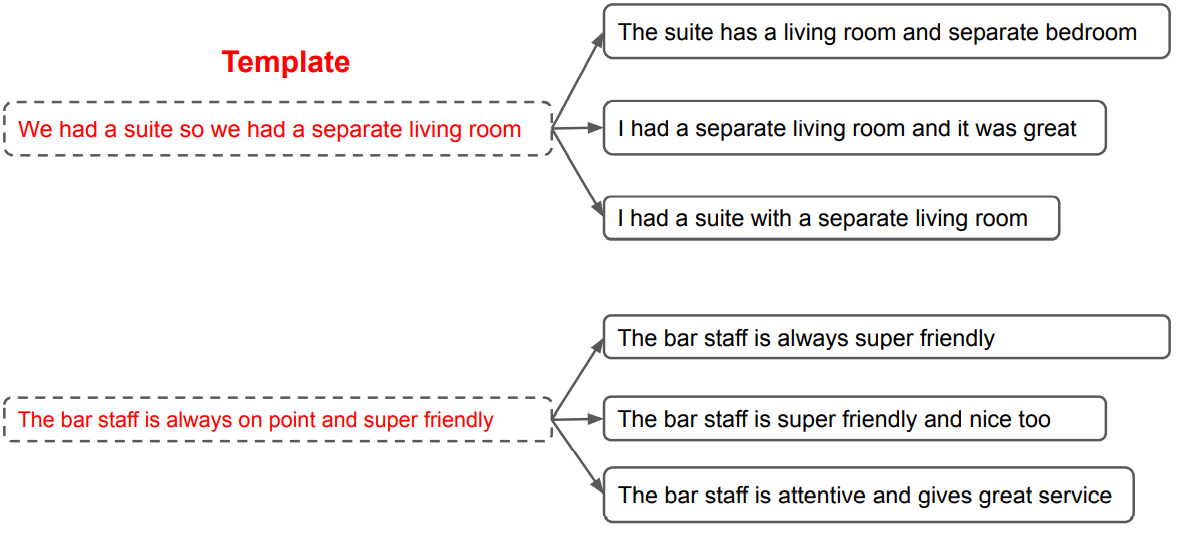 Template
We had a suite so we had a separate living room
The suite has a living room and separate bedroom
I had a separate living room and it was great
I had a suite with a separate living room
The bar staff is always on point and super friendly
The bar staff is always super friendly
The bar staff is super friendly and nice too
The bar staff is attentive and gives great service